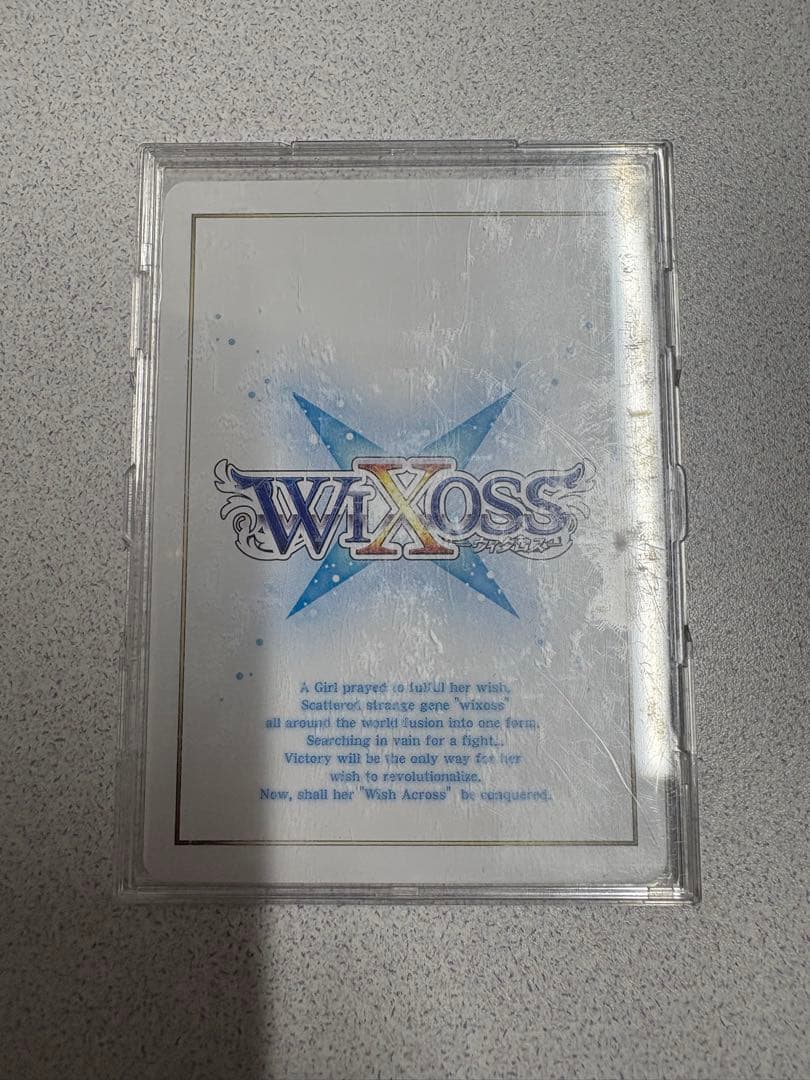 WIXOSS
ウィクロス
A Girl prayed to fulfill her wish.
Scattered strange gene "wixoss"
all around the world fusion into one form.
Searching in vain for a fight...
Victory will be the only way for her
wish to revolutionalize.
Now, shall her "Wish Across" be conquered.